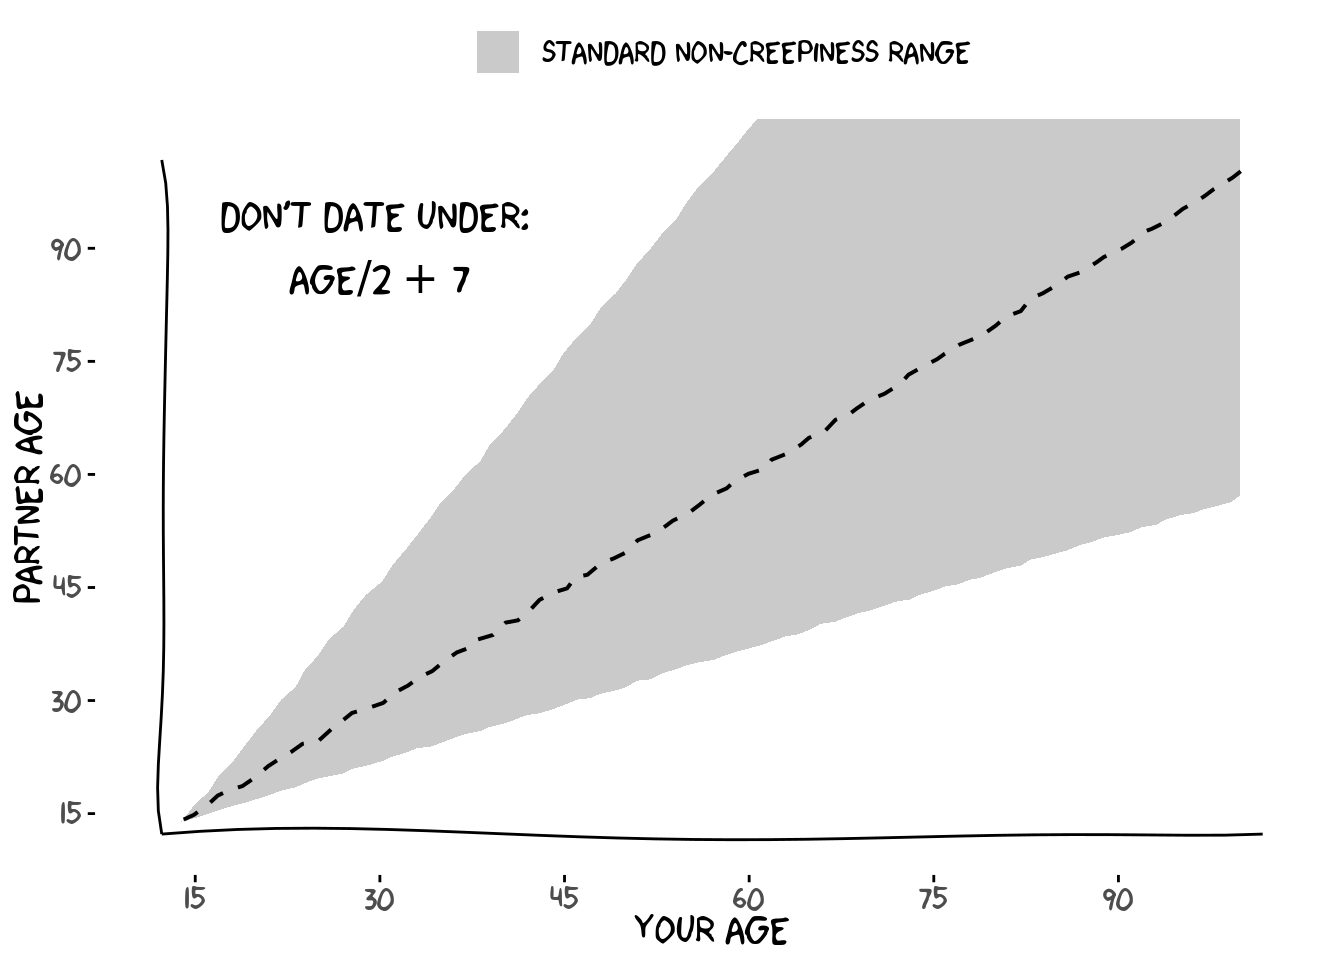 STANDARD NON-CREEPINESS RANGE
DON'T DATE UNDER:
AGE/2 + 7
PARTNER AGE
90
75
60
45
30
15
15 30 45 60 75 90
YOUR AGE